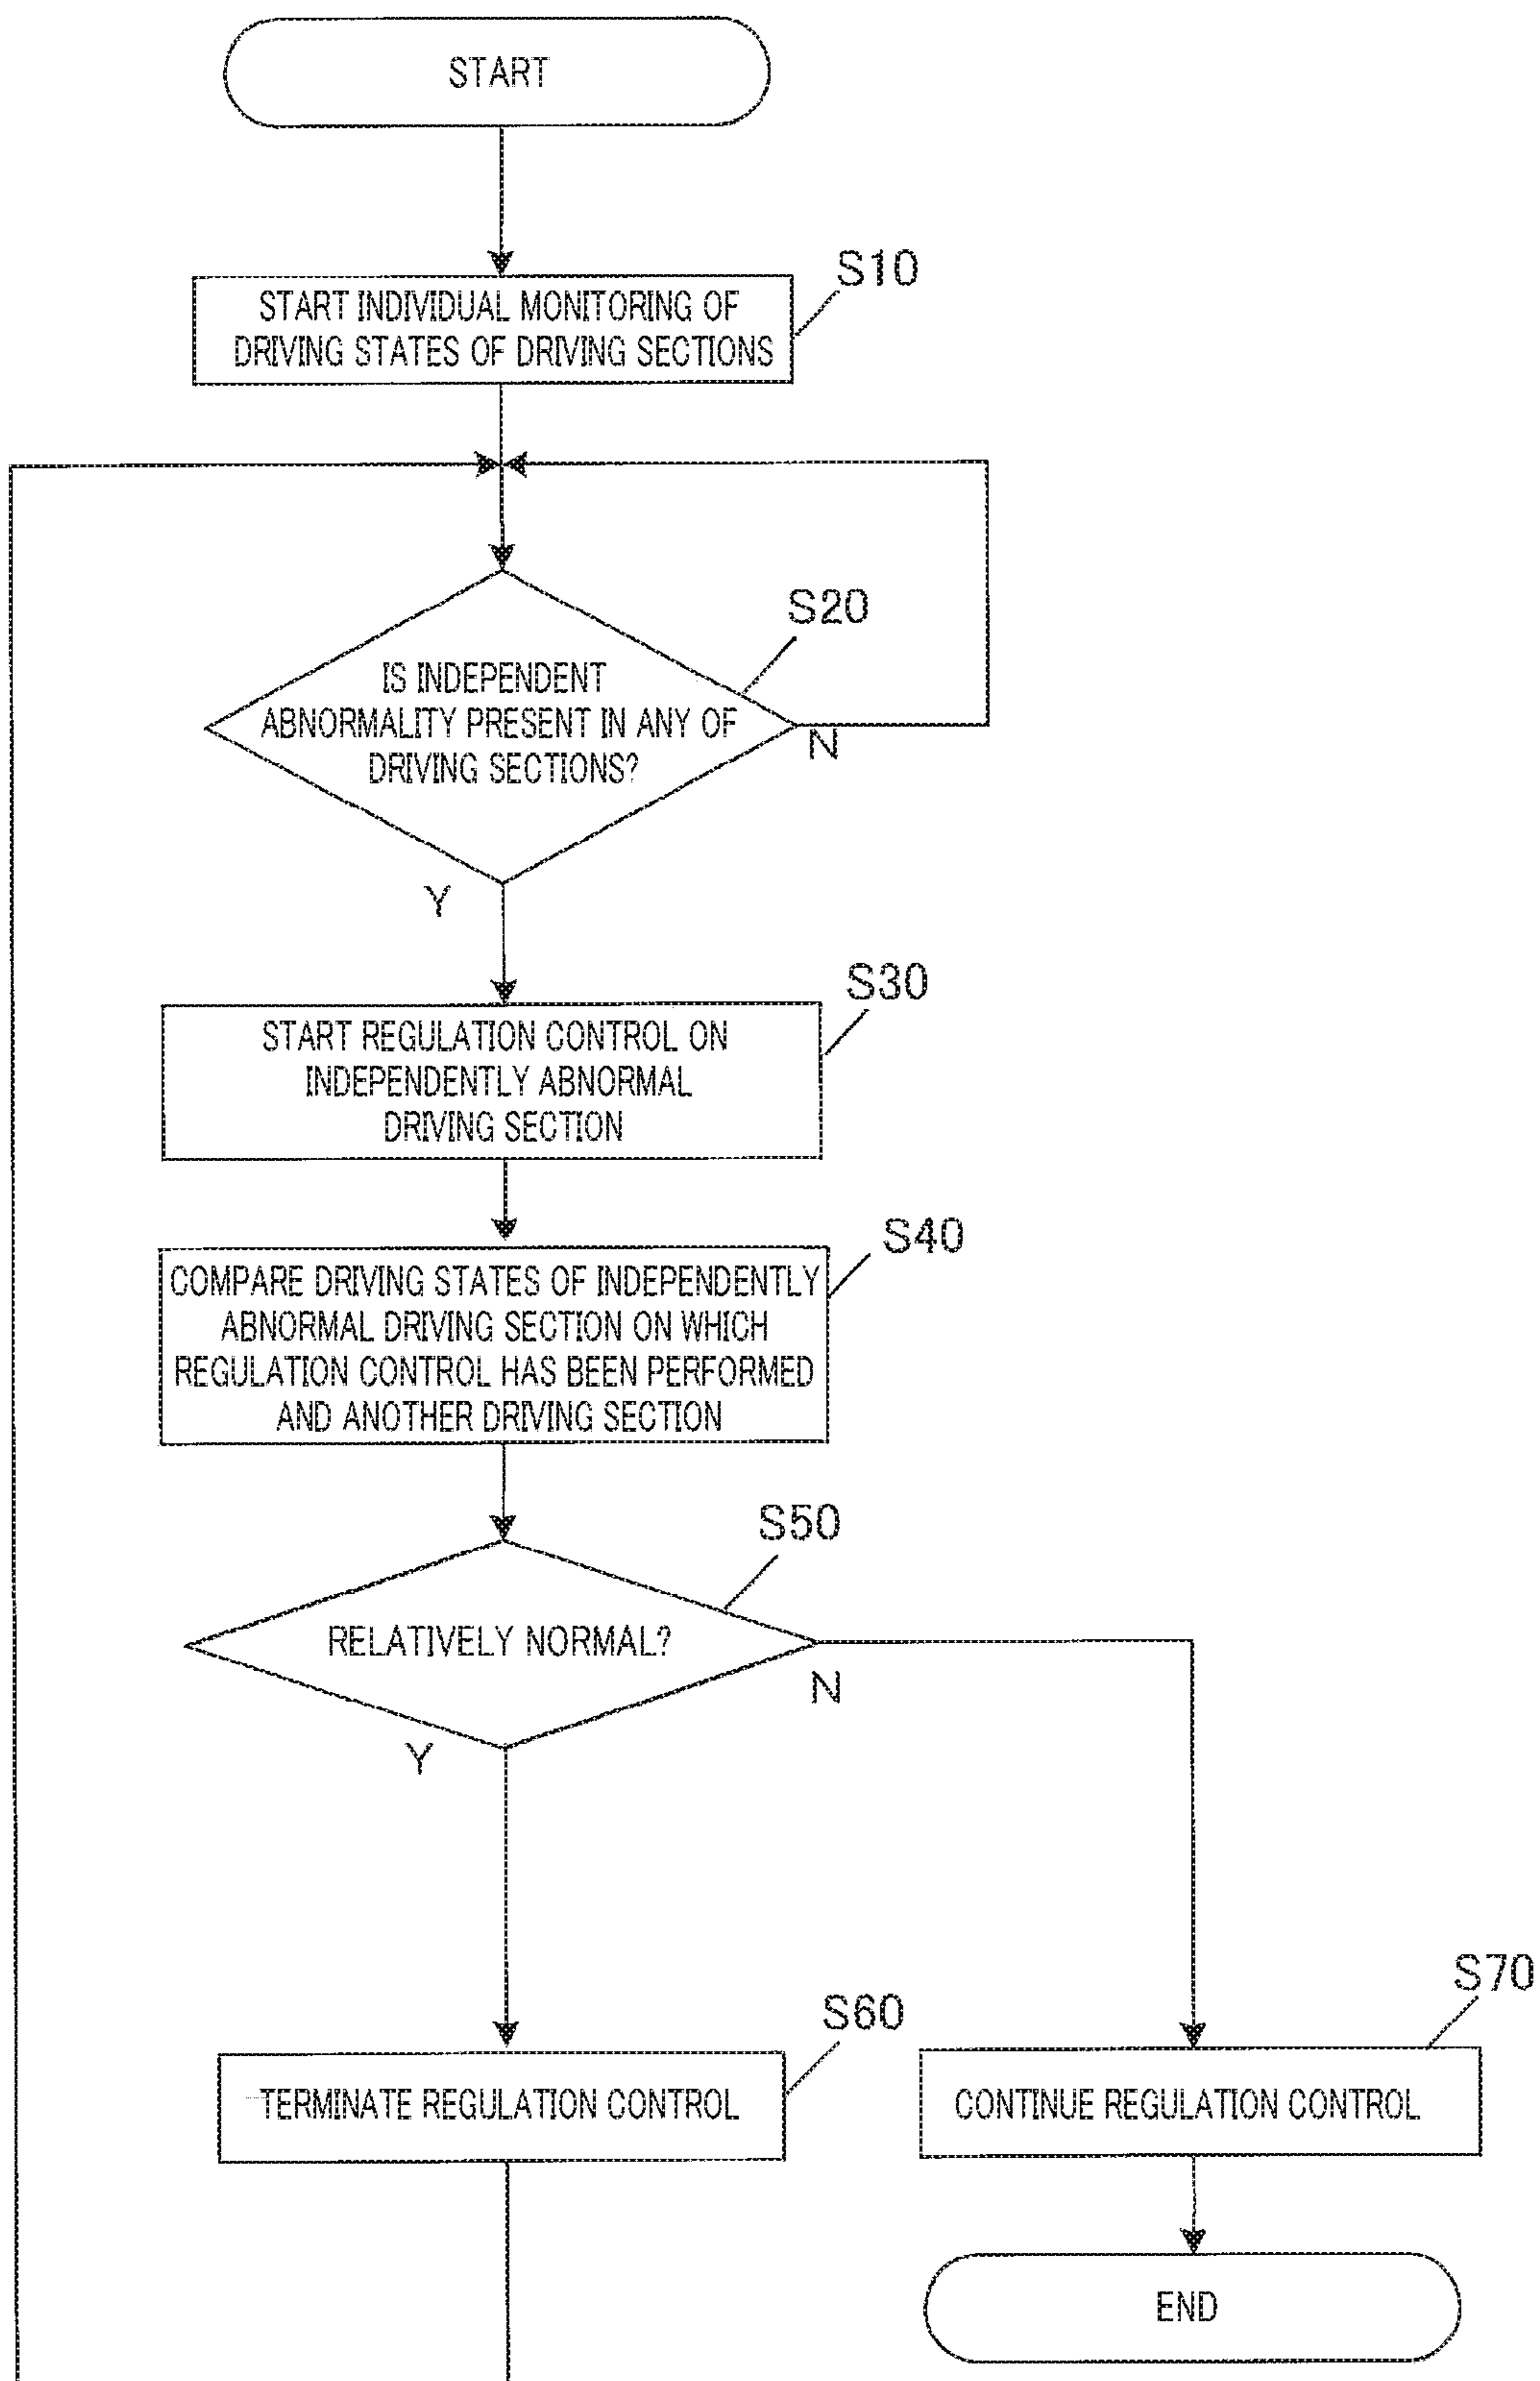 START
S10
START INDIVIDUAL MONITORING OF
DRIVING STATES OF DRIVING SECTIONS
S20
IS INDEPENDENT
ABNORMALITY PRESENT IN ANY OF
DRIVING SECTIONS?
N
Y
S30
START REGULATION CONTROL ON
INDEPENDENTLY ABNORMAL
DRIVING SECTION
S40
COMPARE DRIVING STATES OF INDEPENDENTLY
ABNORMAL DRIVING SECTION ON WHICH
REGULATION CONTROL HAS BEEN PERFORMED
AND ANOTHER DRIVING SECTION
S50
RELATIVELY NORMAL?
N
Y
S60
TERMINATE REGULATION CONTROL
S70
CONTINUE REGULATION CONTROL
END